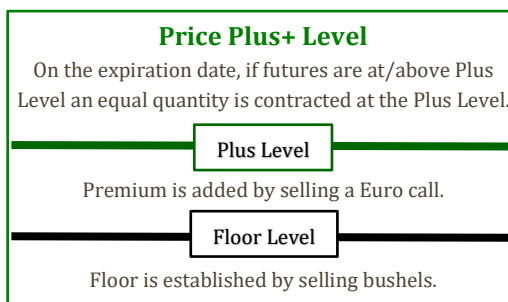 Price Plus+ Level
On the expiration date, if futures are at/above Plus
Level an equal quantity is contracted at the Plus Level.
Plus Level
Premium is added by selling a Euro call.
Floor Level
Floor is established by selling bushels.